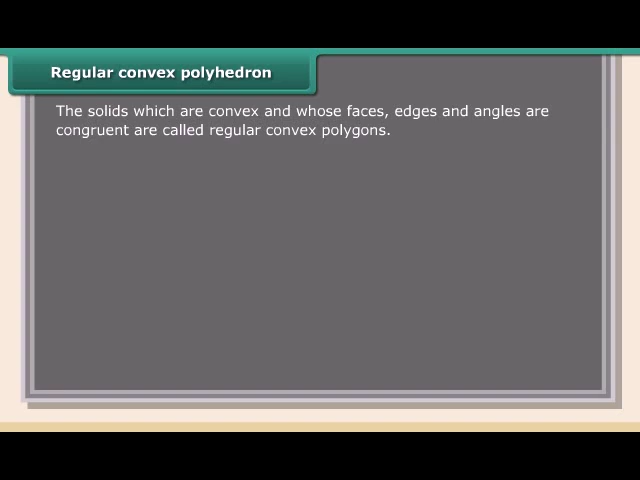 Regular convex polyhedron
The solids which are convex and whose faces, edges and angles are
congruent are called regular convex polygons.